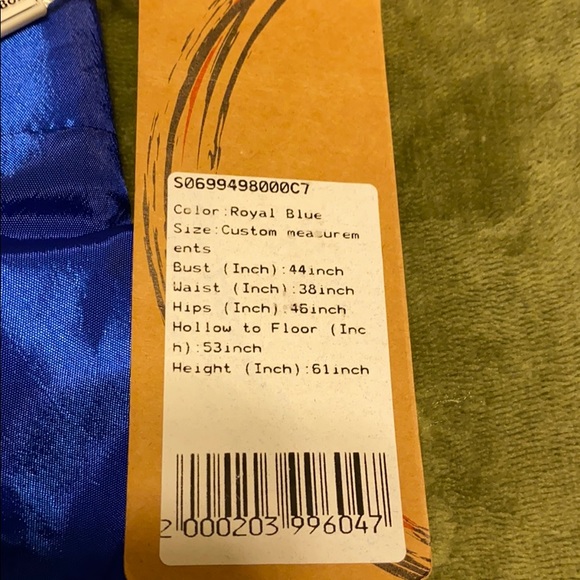 S0699498000C7
Color:Royal Blue
Size:Custom measurem
ents
Bust (Inch):44inch
Waist (Inch):38inch
Hips (Inch):46inch
Hollow to Floor (Inc
h):53inch
Height (Inch):61inch
2 000203 996047